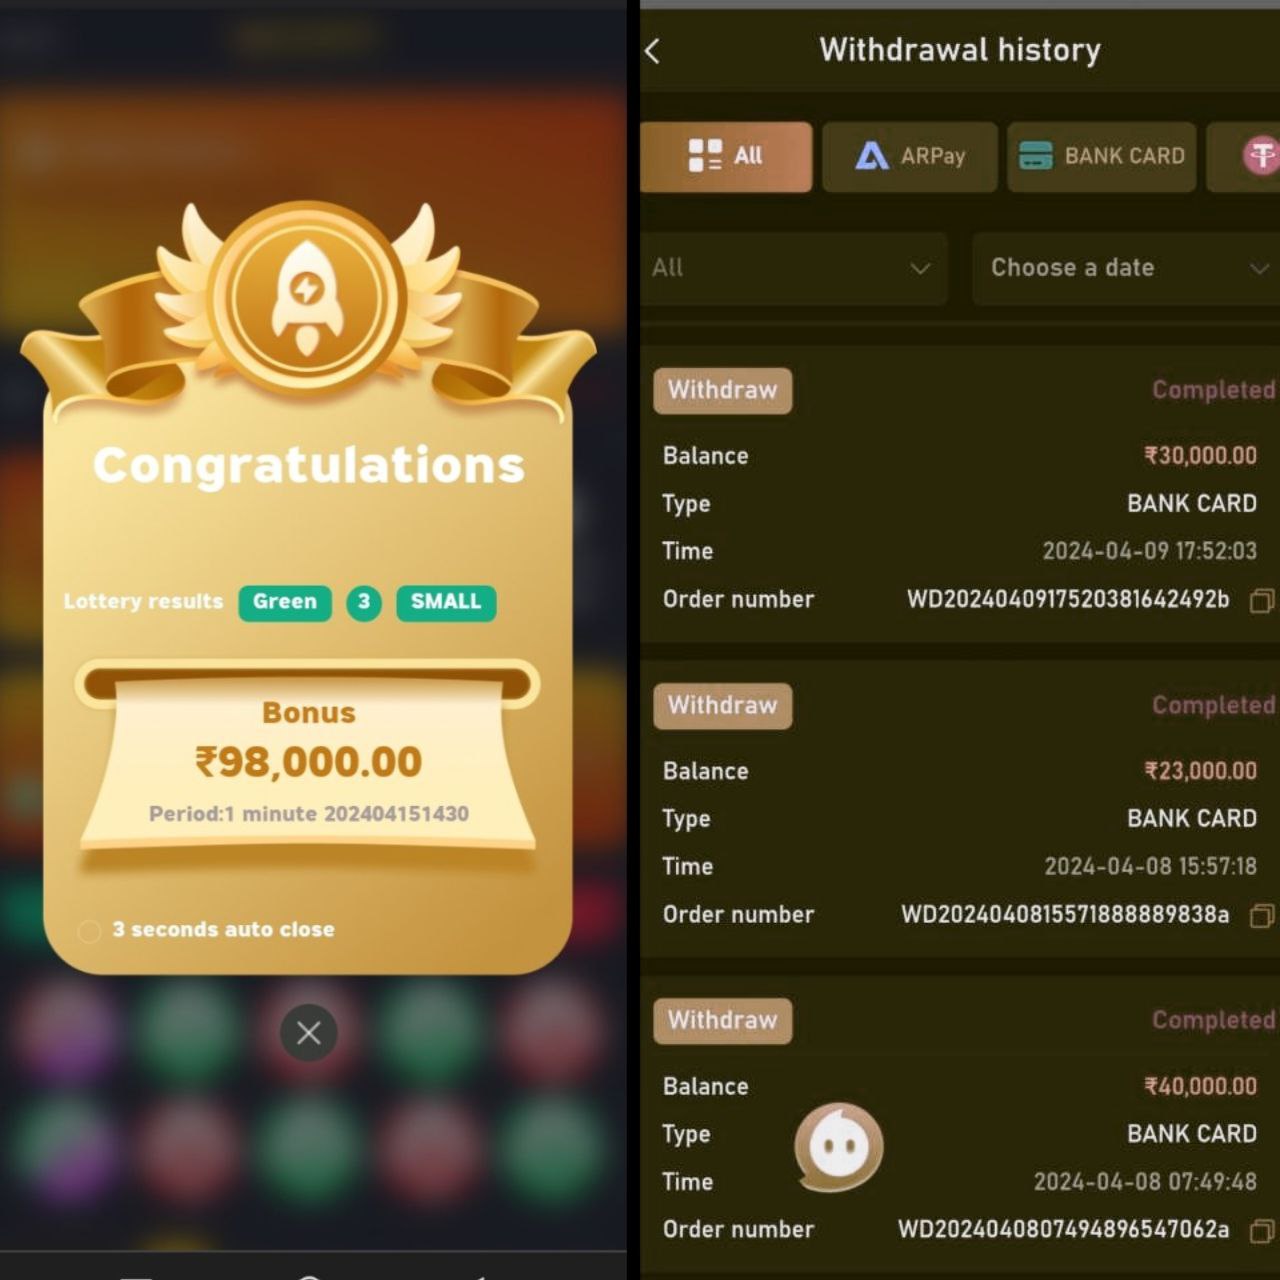 Congratulations
Lottery results Green 3 SMALL
Bonus
₹98,000.00
Period:1 minute 202404151430
3 seconds auto close
Withdrawal history
All ARPay BANK CARD
All Choose a date
Withdraw Completed
Balance ₹30,000.00
Type BANK CARD
Time 2024-04-09 17:52:03
Order number WD2024040917520381642492b
Withdraw Completed
Balance ₹23,000.00
Type BANK CARD
Time 2024-04-08 15:57:18
Order number WD2024040815571888889838a
Withdraw Completed
Balance ₹40,000.00
Type BANK CARD
Time 2024-04-08 07:49:48
Order number WD2024040807494896547062a